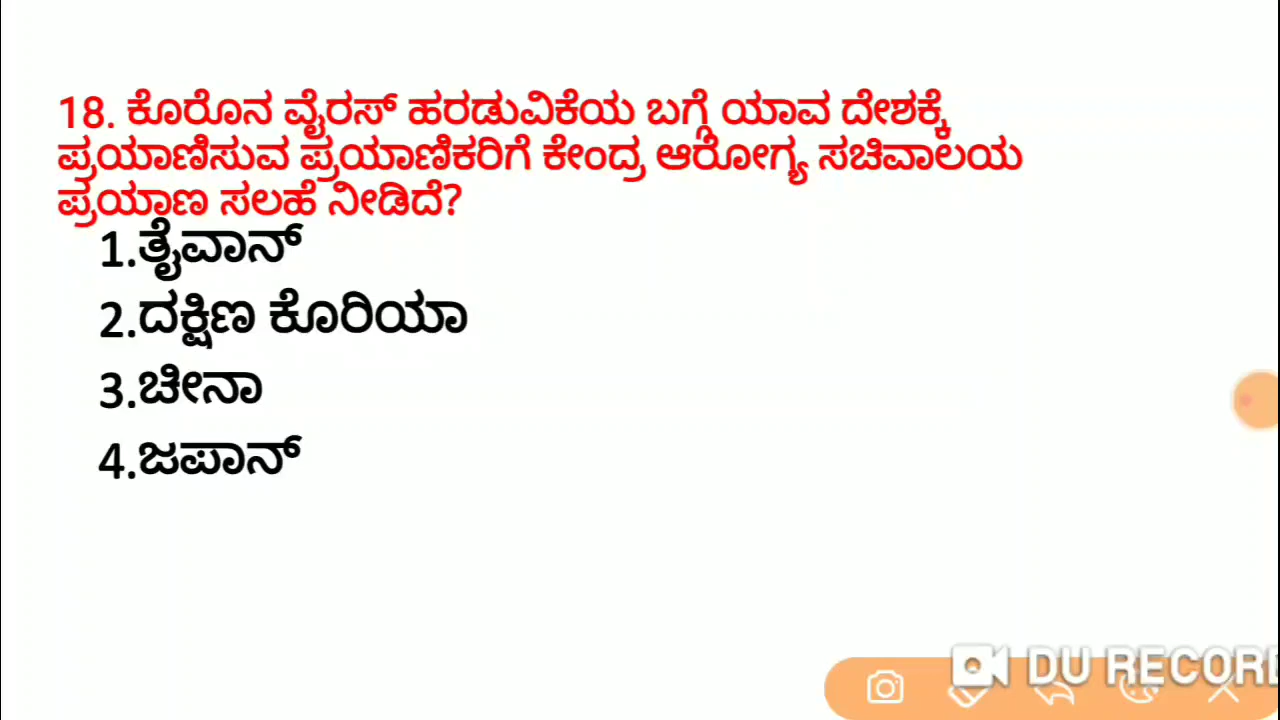 18. ಕೊರೊನ ವೈರಸ್ ಹರಡುವಿಕೆಯ ಬಗ್ಗೆ ಯಾವ ದೇಶಕ್ಕೆ
ಪ್ರಯಾಣಿಸುವ ಪ್ರಯಾಣಿಕರಿಗೆ ಕೇಂದ್ರ ಆರೋಗ್ಯ ಸಚಿವಾಲಯ
ಪ್ರಯಾಣ ಸಲಹೆ ನೀಡಿದೆ?
1.ತೈವಾನ್
2.ದಕ್ಷಿಣ ಕೊರಿಯಾ
3.ಚೀನಾ
4.ಜಪಾನ್
DU RECORD